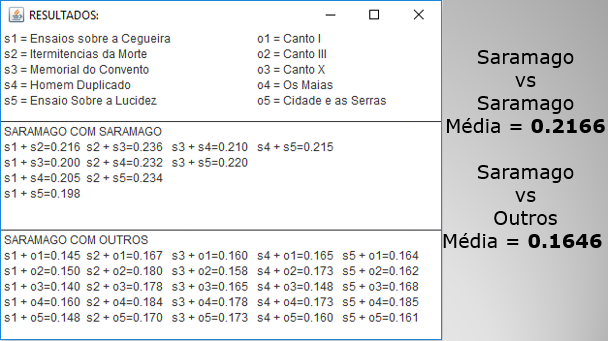 RESULTADOS:
s1 = Ensaios sobre a Cegueira o1 = Canto I
s2 = Itermitencias da Morte o2 = Canto III
s3 = Memorial do Convento o3 = Canto X
s4 = Homem Duplicado o4 = Os Maias
s5 = Ensaio Sobre a Lucidez o5 = Cidade e as Serras
SARAMAGO COM SARAMAGO
s1 + s2=0.216 s2 + s3=0.236 s3 + s4=0.210 s4 + s5=0.215
s1 + s3=0.200 s2 + s4=0.232 s3 + s5=0.220
s1 + s4=0.205 s2 + s5=0.234
s1 + s5=0.198
SARAMAGO COM OUTROS
s1 + o1=0.145 s2 + o1=0.167 s3 + o1=0.160 s4 + o1=0.165 s5 + o1=0.164
s1 + o2=0.150 s2 + o2=0.180 s3 + o2=0.158 s4 + o2=0.173 s5 + o2=0.162
s1 + o3=0.140 s2 + o3=0.178 s3 + o3=0.165 s4 + o3=0.148 s5 + o3=0.168
s1 + o4=0.160 s2 + o4=0.184 s3 + o4=0.178 s4 + o4=0.173 s5 + o4=0.185
s1 + o5=0.148 s2 + o5=0.170 s3 + o5=0.173 s4 + o5=0.160 s5 + o5=0.161
Saramago
vs
Saramago
Média = 0.2166
Saramago
vs
Outros
Média = 0.1646